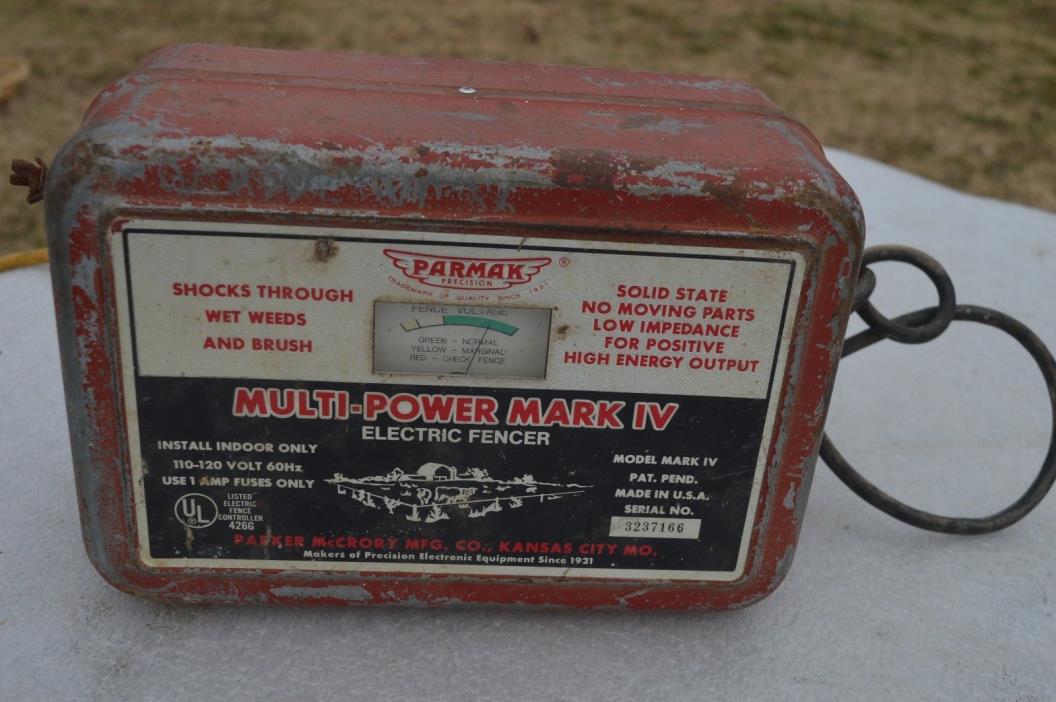 PARMAK ®
PRECISION
TRADEMARK OF QUALITY SINCE 1921
SHOCKS THROUGH
WET WEEDS
AND BRUSH
FENCE VOLTAGE
GREEN - NORMAL
YELLOW - MARGINAL
RED - CHECK FENCE
SOLID STATE
NO MOVING PARTS
LOW IMPEDANCE
FOR POSITIVE
HIGH ENERGY OUTPUT
MULTI-POWER MARK IV
ELECTRIC FENCER
INSTALL INDOOR ONLY
110-120 VOLT 60Hz
USE 1 AMP FUSES ONLY
UL
LISTED
ELECTRIC
FENCE
CONTROLLER
426G
MODEL MARK IV
PAT. PEND.
MADE IN U.S.A.
SERIAL NO.
3237166
PARKER McCRORY MFG. CO., KANSAS CITY MO.
Makers of Precision Electronic Equipment Since 1921